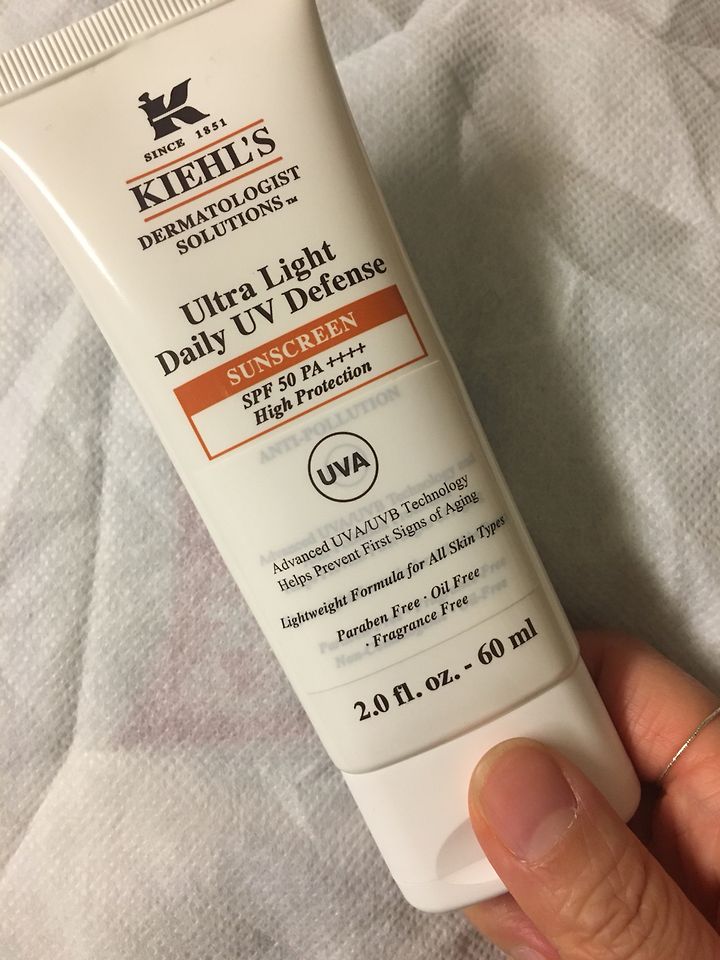 K
SINCE 1851
KIEHL'S
DERMATOLOGIST
SOLUTIONS™
Ultra Light
Daily UV Defense
SUNSCREEN
SPF 50 PA ++++
High Protection
ANTI-POLLUTION
UVA
Advanced UVA/UVB Technology
Helps Prevent First Signs of Aging
Lightweight Formula for All Skin Types
Paraben Free · Oil Free
· Fragrance Free
2.0 fl. oz. - 60 ml